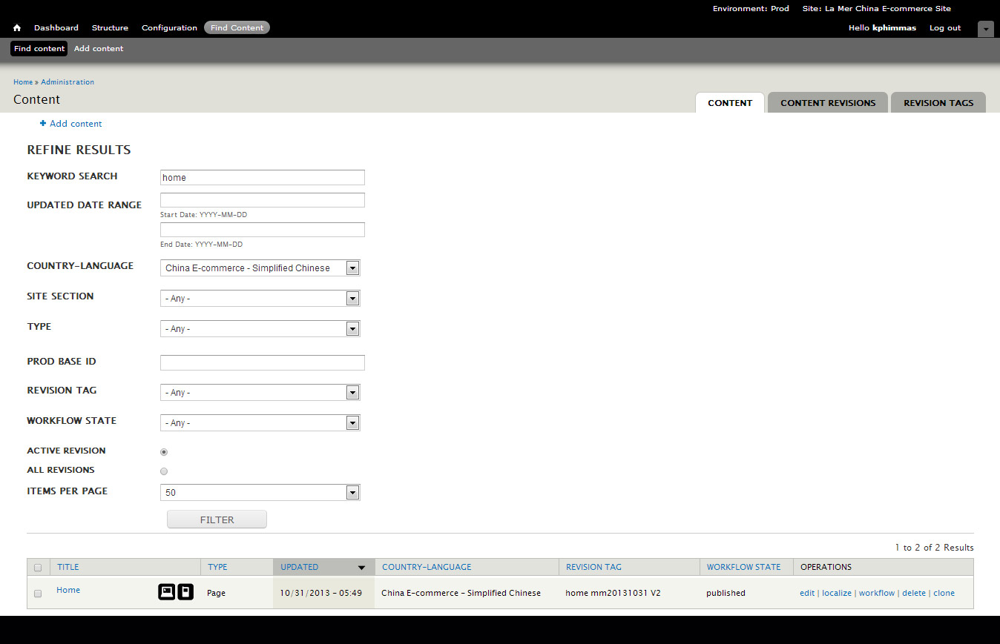 Environment: Prod Site: La Mer China E-commerce Site
Dashboard Structure Configuration Find Content Hello kphimmas Log out
Find content Add content
Home » Administration
Content
CONTENT CONTENT REVISIONS REVISION TAGS
+ Add content
REFINE RESULTS
KEYWORD SEARCH home
UPDATED DATE RANGE
Start Date: YYYY-MM-DD
End Date: YYYY-MM-DD
COUNTRY-LANGUAGE China E-commerce - Simplified Chinese
SITE SECTION - Any -
TYPE - Any -
PROD BASE ID
REVISION TAG - Any -
WORKFLOW STATE - Any -
ACTIVE REVISION
ALL REVISIONS
ITEMS PER PAGE 50
FILTER
1 to 2 of 2 Results
TITLE TYPE UPDATED COUNTRY-LANGUAGE REVISION TAG WORKFLOW STATE OPERATIONS
Home Page 10/31/2013 - 05:49 China E-commerce - Simplified Chinese home mm20131031 V2 published edit | localize | workflow | delete | clone